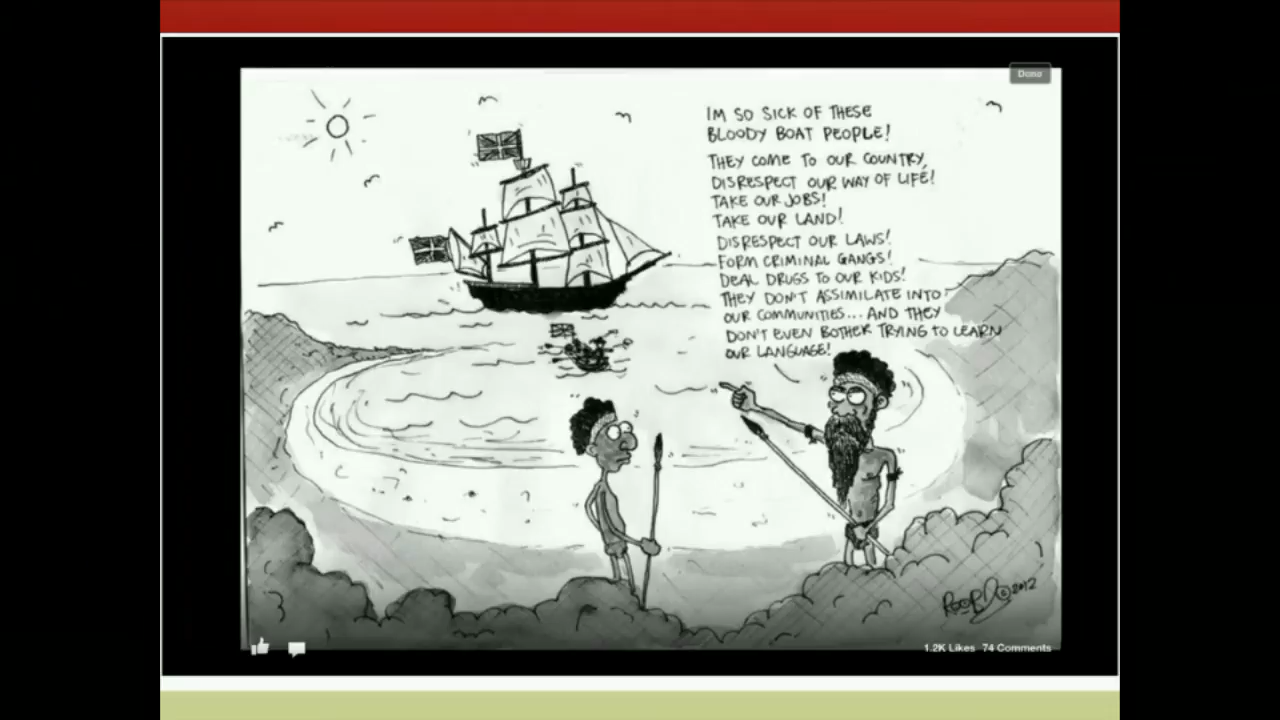 Done
IM SO SICK OF THESE
BLOODY BOAT PEOPLE!
THEY COME TO OUR COUNTRY,
DISRESPECT OUR WAY OF LIFE!
TAKE OUR JOBS!
TAKE OUR LAND!
DISRESPECT OUR LAWS!
FORM CRIMINAL GANGS!
DEAL DRUGS TO OUR KIDS!
THEY DON'T ASSIMILATE INTO
OUR COMMUNITIES... AND THEY
DON'T EVEN BOTHER TRYING TO LEARN
OUR LANGUAGE!
©2012
1.2K Likes 74 Comments